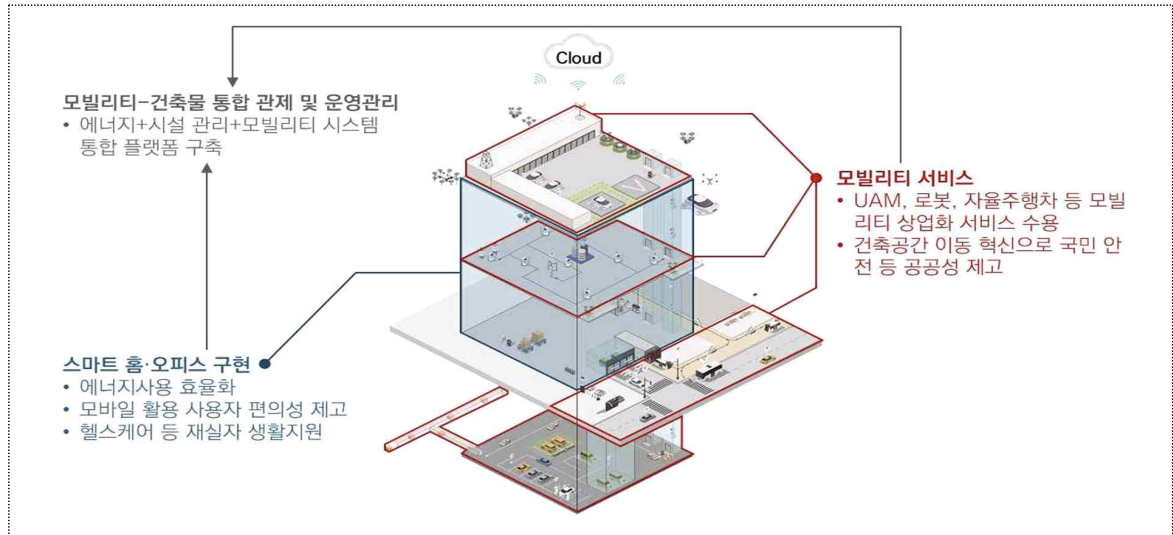 Cloud
모빌리티-건축물 통합 관제 및 운영관리
• 에너지+시설 관리+모빌리티 시스템
통합 플랫폼 구축
모빌리티 서비스
• UAM, 로봇, 자율주행차 등 모빌
리티 상업화 서비스 수용
• 건축공간 이동 혁신으로 국민 안
전 등 공공성 제고
스마트 홈·오피스 구현
• 에너지사용 효율화
• 모바일 활용 사용자 편의성 제고
• 헬스케어 등 재실자 생활지원